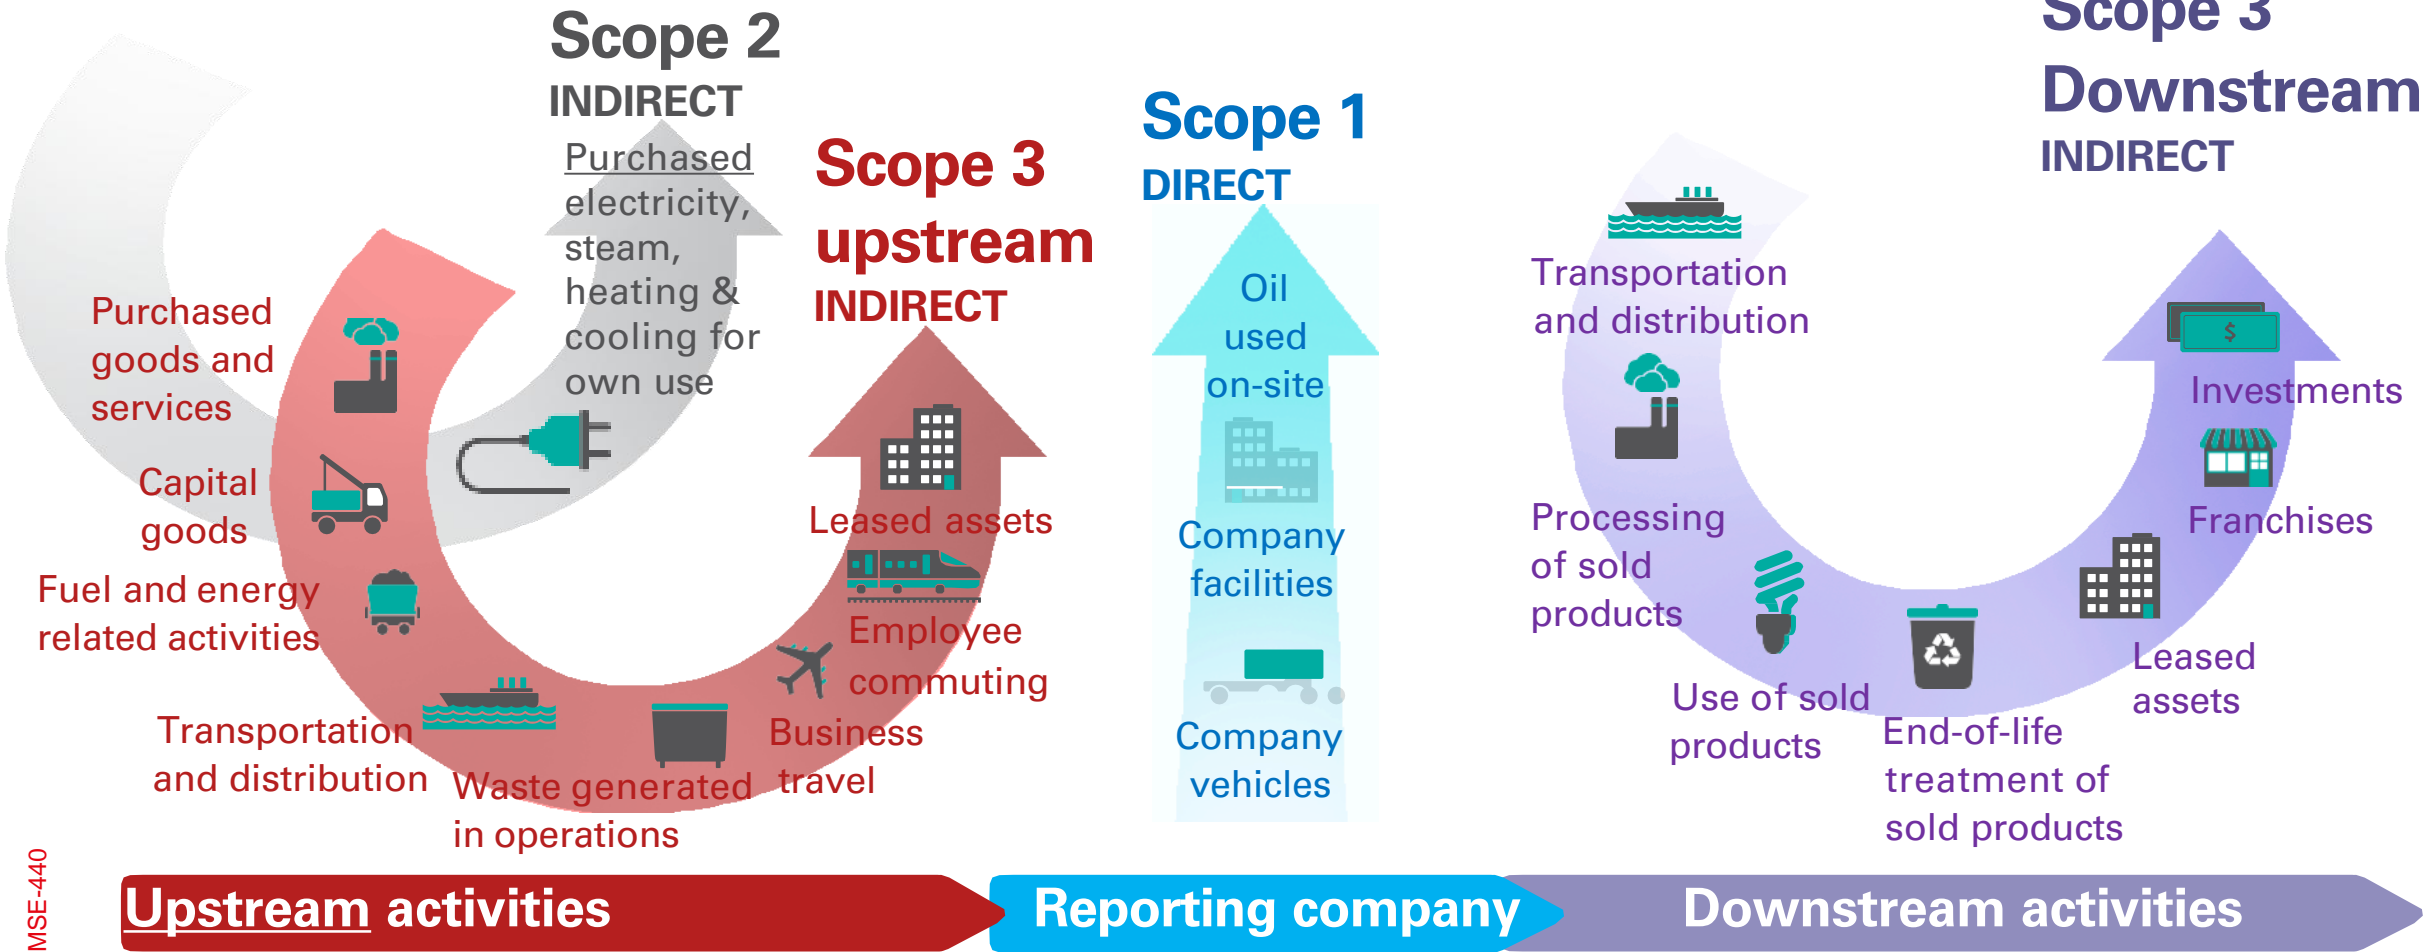 Scope 2
INDIRECT
Purchased
electricity,
steam,
heating &
cooling for
own use
Scope 3
upstream
INDIRECT
Purchased
goods and
services
Capital
goods
Fuel and energy
related activities
Transportation
and distribution
Waste generated
in operations
Business
travel
Employee
commuting
Leased assets
Scope 1
DIRECT
Oil
used
on-site
Company
facilities
Company
vehicles
Scope 3
Downstream
INDIRECT
Transportation
and distribution
Processing
of sold
products
Use of sold
products
End-of-life
treatment of
sold products
Leased
assets
Franchises
Investments
$
MSE-440
Upstream activities
Reporting company
Downstream activities